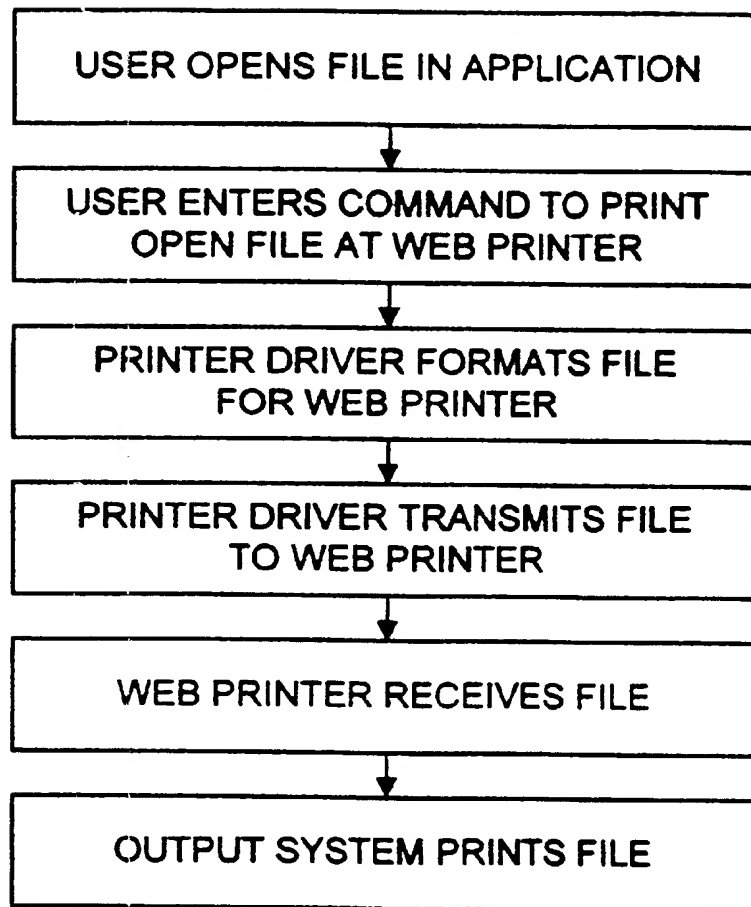 USER OPENS FILE IN APPLICATION
USER ENTERS COMMAND TO PRINT
OPEN FILE AT WEB PRINTER
PRINTER DRIVER FORMATS FILE
FOR WEB PRINTER
PRINTER DRIVER TRANSMITS FILE
TO WEB PRINTER
WEB PRINTER RECEIVES FILE
OUTPUT SYSTEM PRINTS FILE